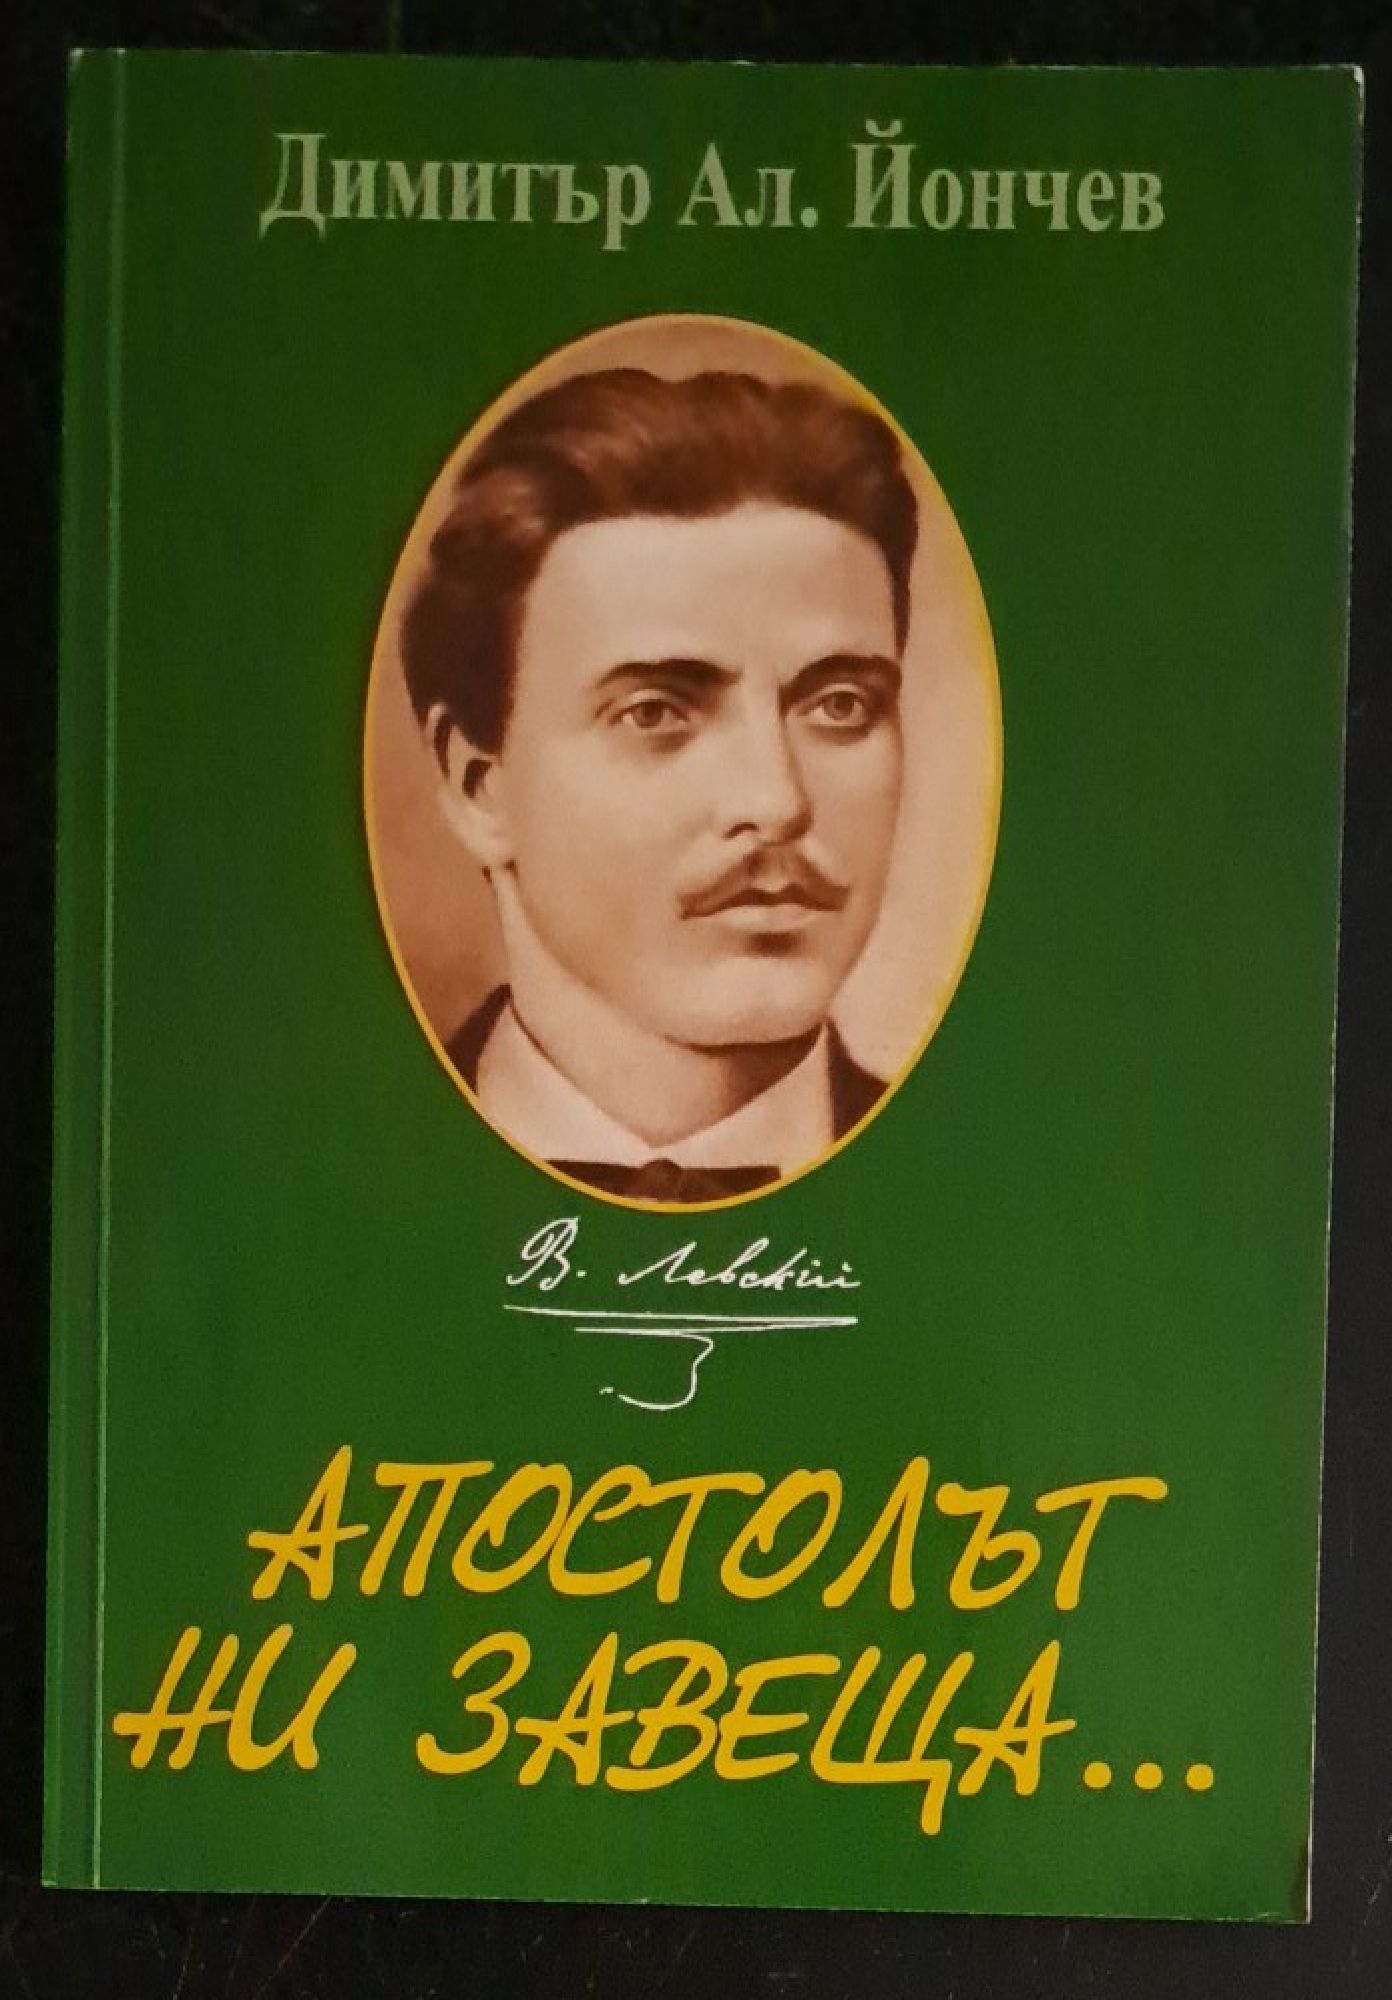 Димитър Ал. Йончев
В. Левскій
АПОСТОЛЪТ
НИ ЗАВЕЩА...